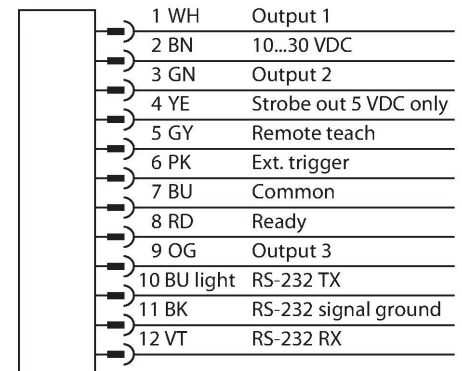 1 WH Output 1
2 BN 10...30 VDC
3 GN Output 2
4 YE Strobe out 5 VDC only
5 GY Remote teach
6 PK Ext. trigger
7 BU Common
8 RD Ready
9 OG Output 3
10 BU light RS-232 TX
11 BK RS-232 signal ground
12 VT RS-232 RX